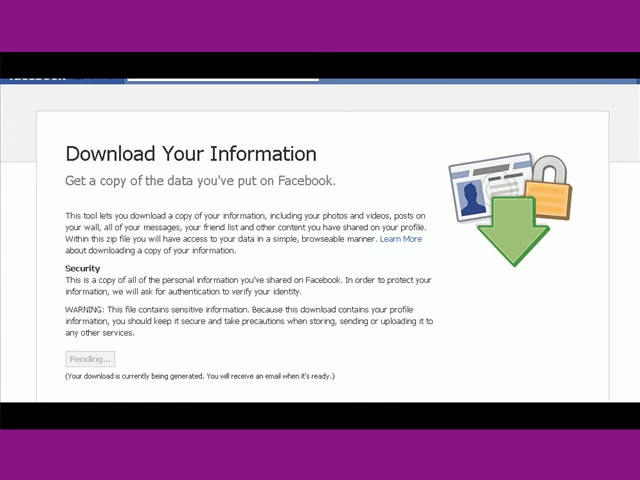 Download Your Information
Get a copy of the data you've put on Facebook.
This tool lets you download a copy of your information, including your photos and videos, posts on
your wall, all of your messages, your friend list and other content you have shared on your profile.
Within this zip file you will have access to your data in a simple, browseable manner. Learn More
about downloading a copy of your information.
Security
This is a copy of all of the personal information you've shared on Facebook. In order to protect your
information, we will ask for authentication to verify your identity.
WARNING: This file contains sensitive information. Because this download contains your profile
information, you should keep it secure and take precautions when storing, sending or uploading it to
any other services.
Pending...
(Your download is currently being generated. You will receive an email when it's ready.)